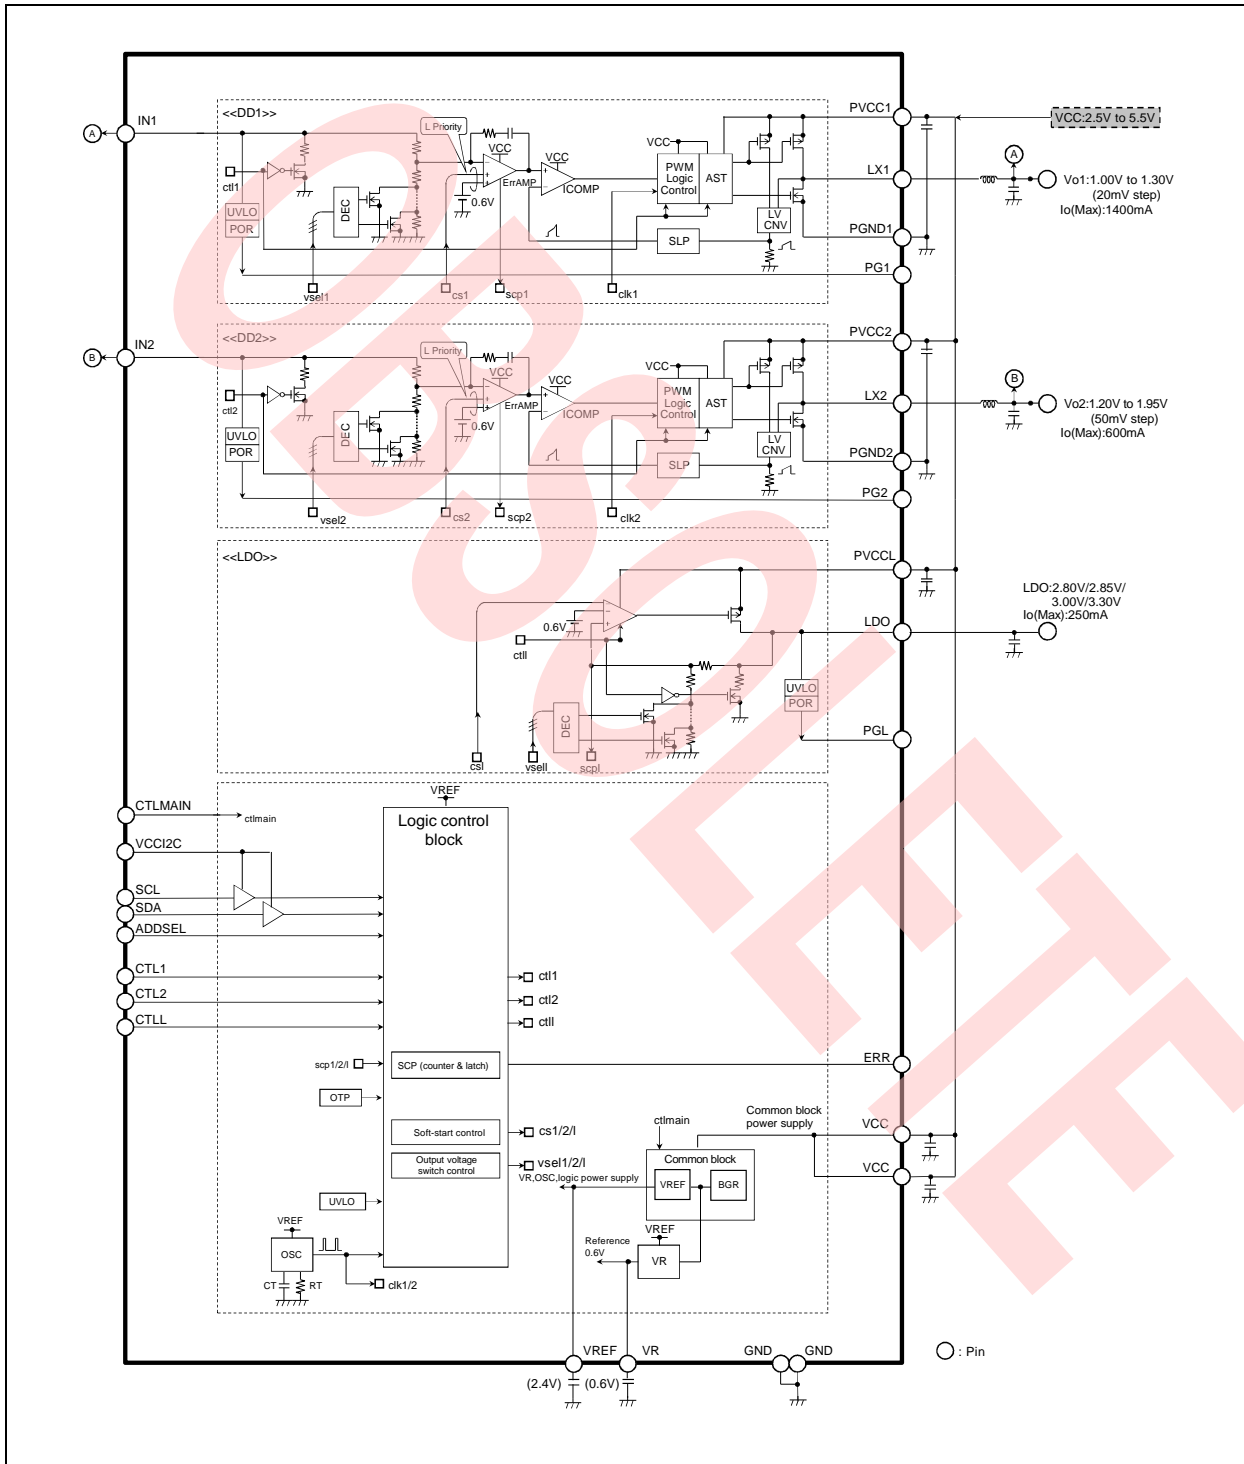 <<DD1>>
IN1
A
L Priority
VCC
ErrAMP
ICOMP
VCC
0.6V
ctl1
UVLO
POR
DEC
VCC
PWM
Logic
Control
AST
LV
CNV
SLP
vsel1
cs1
scp1
clk1
PVCC1
VCC:2.5V to 5.5V
A
LX1
Vo1:1.00V to 1.30V
(20mV step)
Io(Max):1400mA
PGND1
PG1
<<DD2>>
IN2
B
L Priority
VCC
ErrAMP
ICOMP
VCC
0.6V
ctl2
UVLO
POR
DEC
VCC
PWM
Logic
Control
AST
LV
CNV
SLP
vsel2
cs2
scp2
clk2
PVCC2
B
LX2
Vo2:1.20V to 1.95V
(50mV step)
Io(Max):600mA
PGND2
PG2
<<LDO>>
PVCCL
LDO:2.80V/2.85V/
3.00V/3.30V
Io(Max):250mA
LDO
0.6V
ctll
UVLO
POR
DEC
PGL
csl
vsell
scpl
CTLMAIN
ctlmain
VREF
Logic control
block
VCCI2C
SCL
SDA
ADDSEL
CTL1
CTL2
CTLL
ctl1
ctl2
ctll
scp1/2/l
SCP (counter & latch)
ERR
OTP
Soft-start control
cs1/2/l
Output voltage
switch control
vsel1/2/l
UVLO
VREF
OSC
CT
RT
clk1/2
ctlmain
Common block
power supply
VCC
VCC
Common block
VREF
BGR
VR,OSC,logic power supply
VREF
VR
Reference
0.6V
VREF
VR
GND
GND
(2.4V)
(0.6V)
: Pin
OBSOLETE